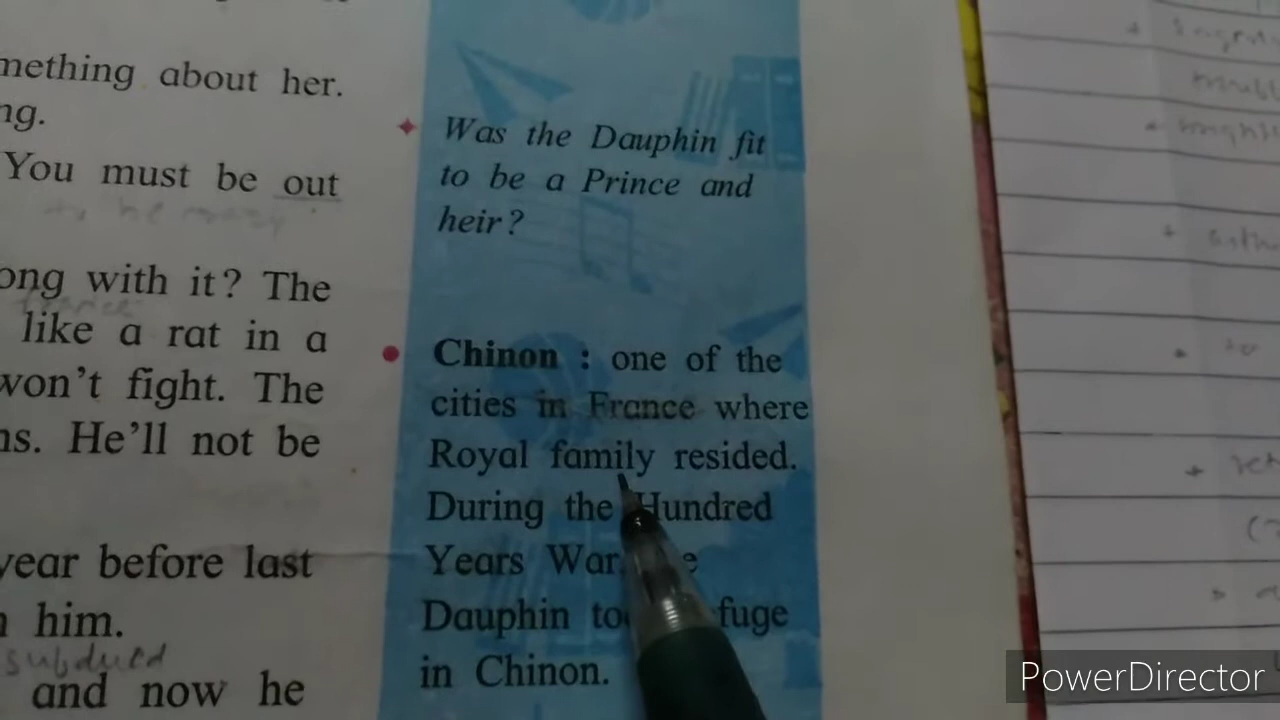 mething about her.
ng.
You must be out
ong with it? The
like a rat in a
won't fight. The
ns. He'll not be
year before last
him.
subdued
and now he
Was the Dauphin fit
to be a Prince and
heir?
Chinon : one of the
cities in France where
Royal family resided.
During the Hundred
Years War
Dauphin
in Chinon.
PowerDirector